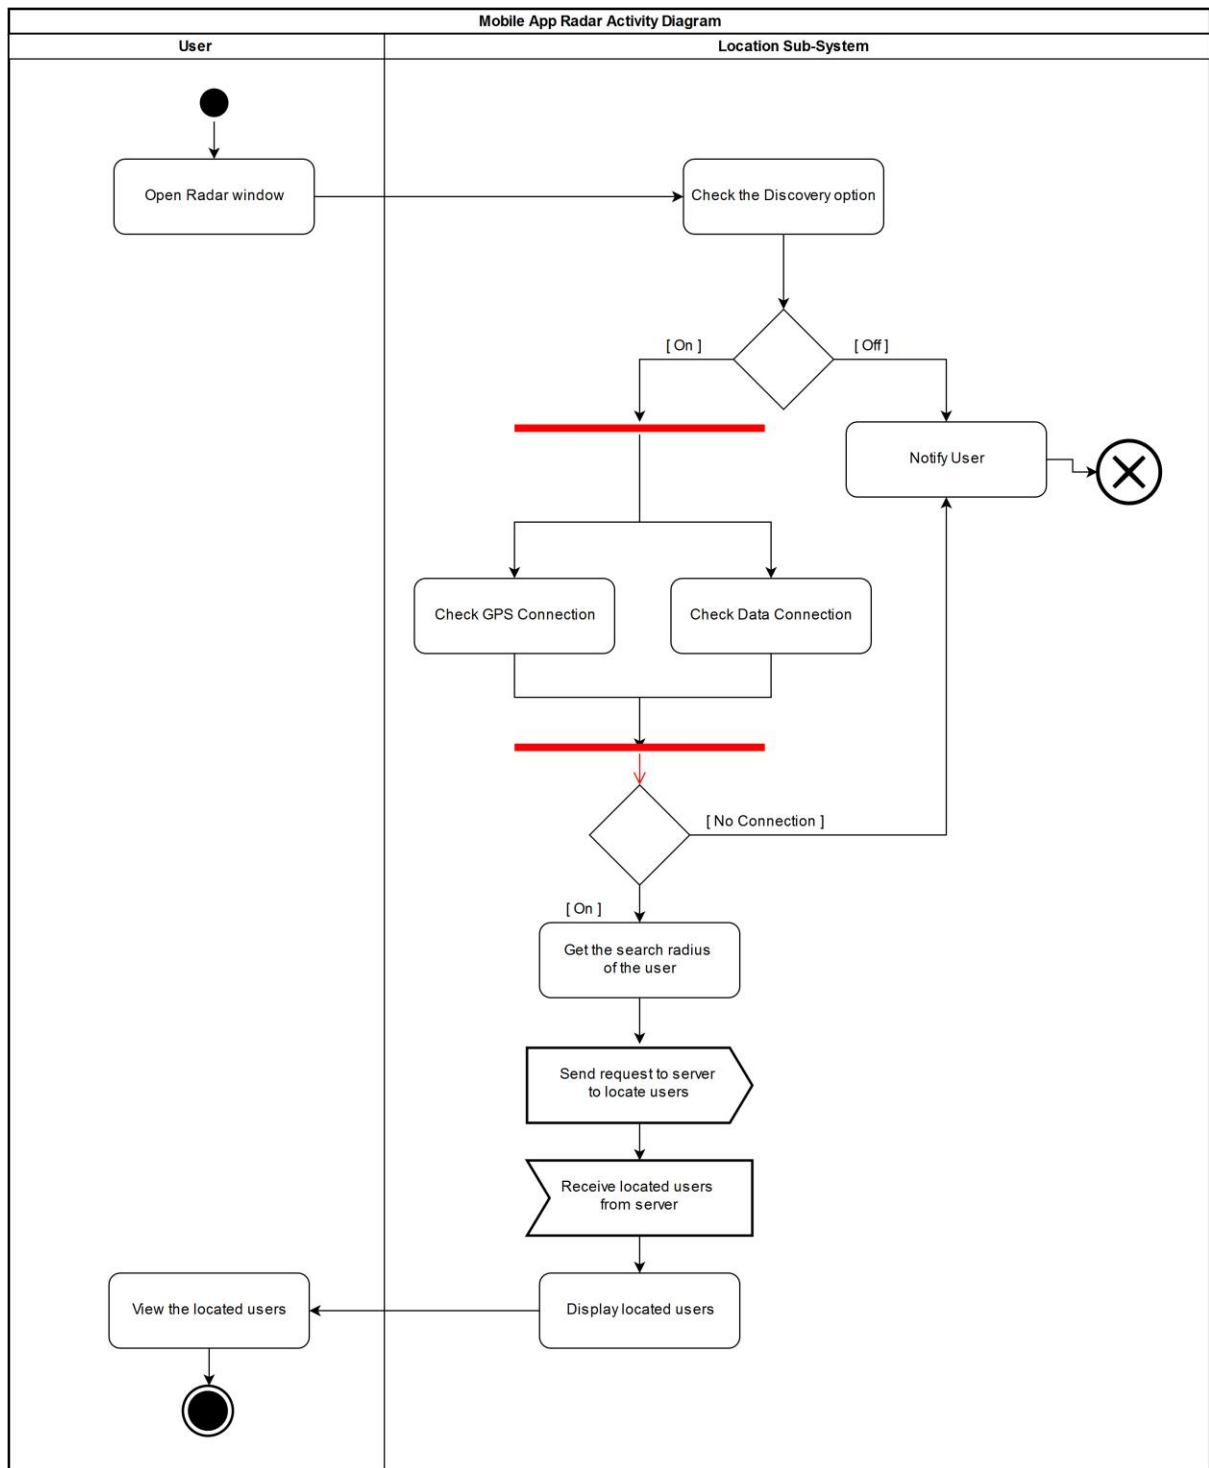 Mobile App Radar Activity Diagram
User
Location Sub-System
Open Radar window
Check the Discovery option
[ On ]
[ Off ]
Notify User
Check GPS Connection
Check Data Connection
[ No Connection ]
[ On ]
Get the search radius
of the user
Send request to server
to locate users
Receive located users
from server
View the located users
Display located users